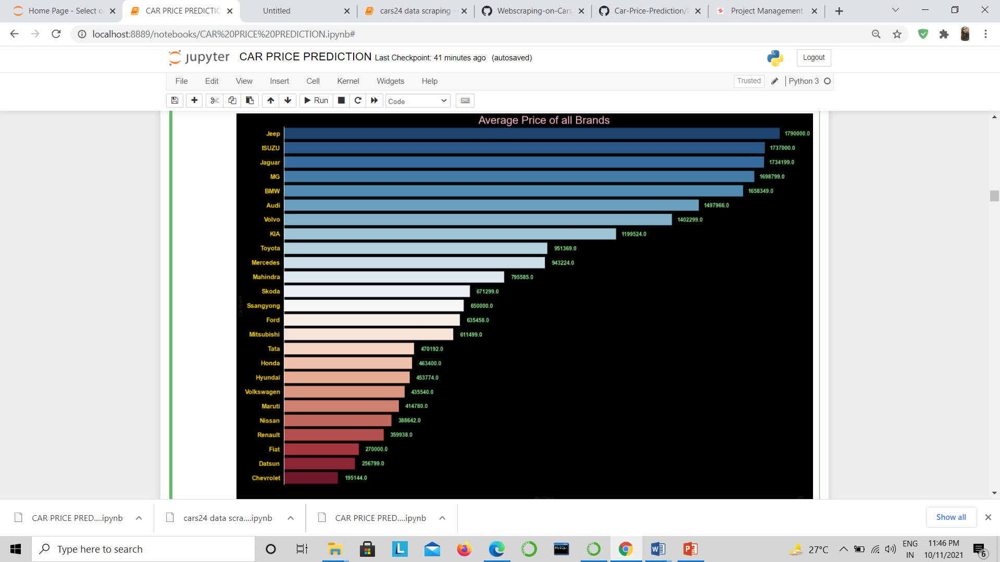 Home Page - Select o
CAR PRICE PREDICTIC
Untitled
cars24 data scraping -
Webscraping-on-Cars
Car-Price-Prediction/
Project Management
localhost:8889/notebooks/CAR%20PRICE%20PREDICTION.ipynb#
jupyter CAR PRICE PREDICTION Last Checkpoint: 41 minutes ago (autosaved)
Logout
File Edit View Insert Cell Kernel Widgets Help
Trusted
Python 3
Run
Code
Average Price of all Brands
Jeep 1790000.0
ISUZU 1737000.0
Jaguar 1734199.0
MG 1698799.0
BMW 1658349.0
Audi 1497966.0
Volvo 1402299.0
KIA 1199524.0
Toyota 951369.0
Mercedes 943224.0
Mahindra 795585.0
Skoda 671299.0
Ssangyong 650000.0
Ford 635458.0
Mitsubishi 611499.0
Tata 470192.0
Honda 463400.0
Hyundai 453774.0
Volkswagen 435540.0
Maruti 414780.0
Nissan 388642.0
Renault 359938.0
Fiat 270000.0
Datsun 256799.0
Chevrolet 195144.0
Car Brand
CAR PRICE PRED....ipynb
cars24 data scra....ipynb
CAR PRICE PRED....ipynb
Show all
Type here to search
L
MySQL
27°C
ENG
IN
11:46 PM
10/11/2021
6